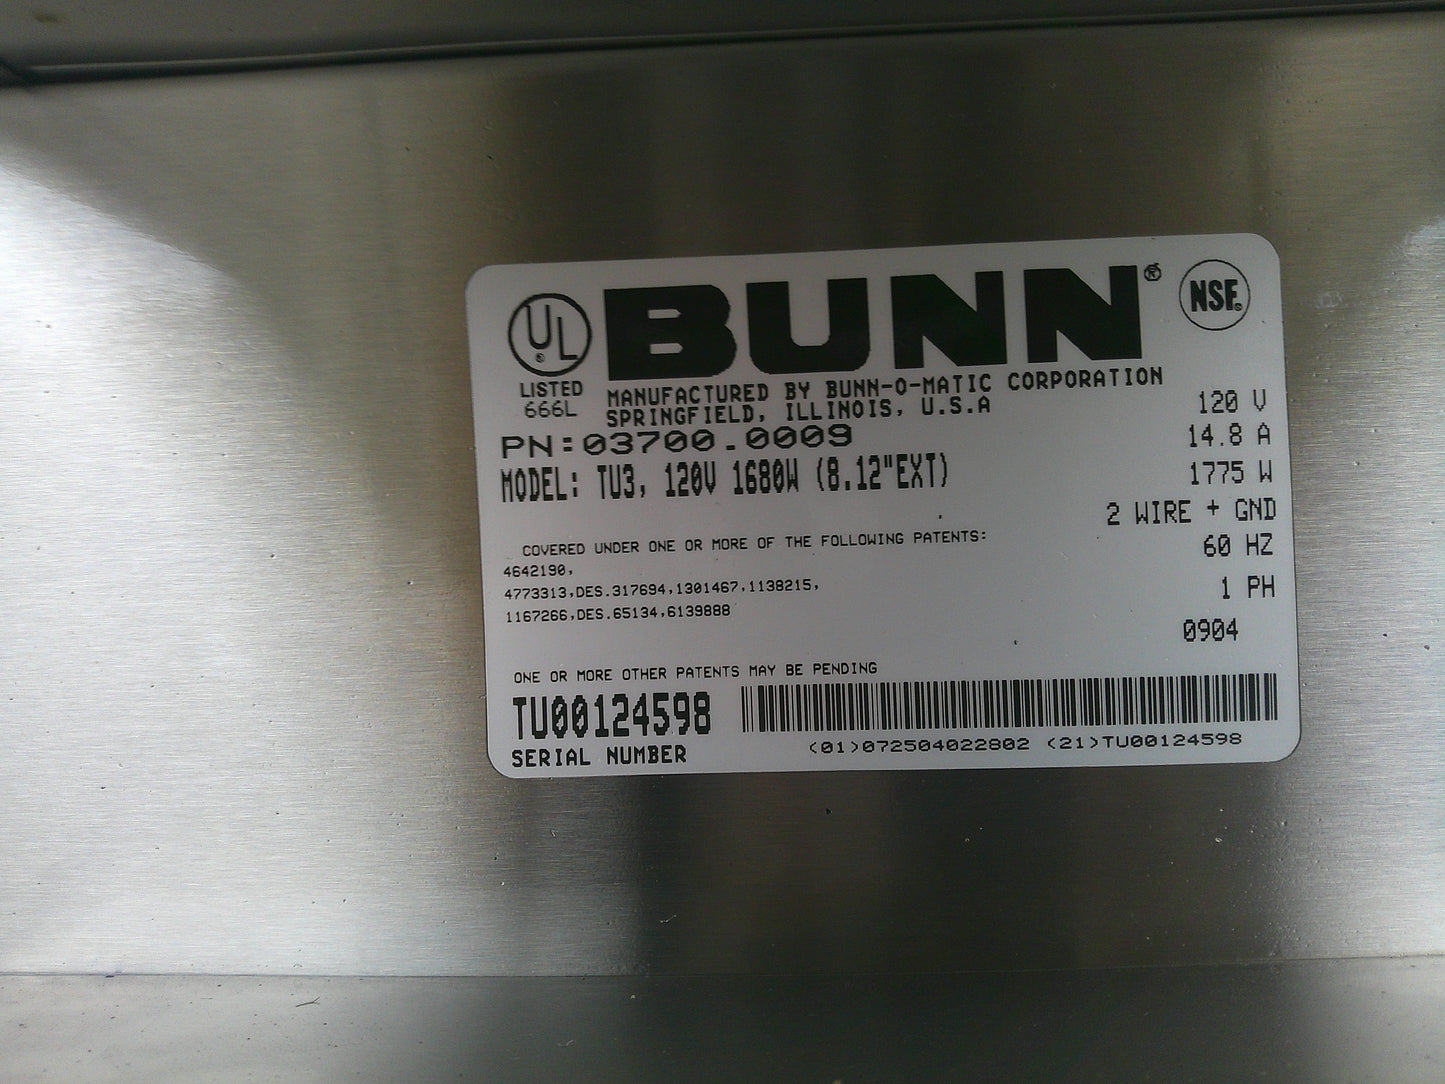 UL
®
LISTED
666L
BUNN®
NSF®
MANUFACTURED BY BUNN-O-MATIC CORPORATION
SPRINGFIELD, ILLINOIS, U.S.A
PN:03700.0009
MODEL: TU3, 120V 1680W (8.12"EXT)
120 V
14.8 A
1775 W
2 WIRE + GND
60 HZ
1 PH
0904
COVERED UNDER ONE OR MORE OF THE FOLLOWING PATENTS:
4642190,
4773313,DES.317694,1301467,1138215,
1167266,DES.65134,6139888
ONE OR MORE OTHER PATENTS MAY BE PENDING
TU00124598
SERIAL NUMBER
(01)072504022802 (21)TU00124598